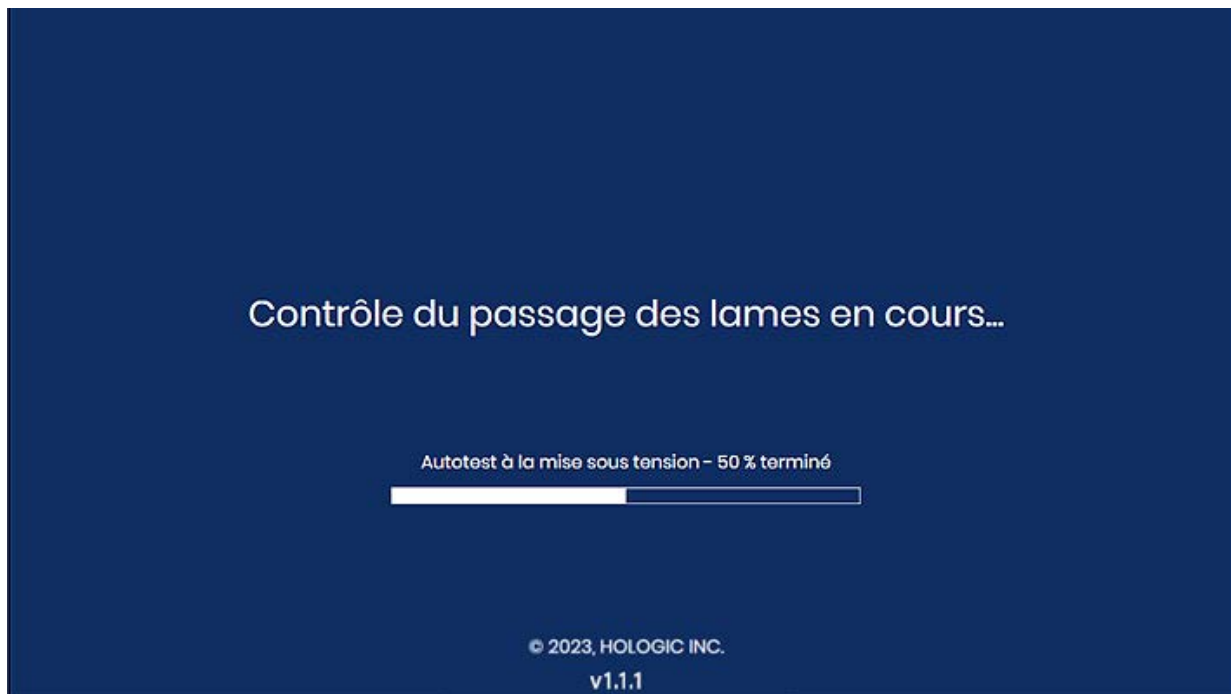 Contrôle du passage des lames en cours...
Autotest à la mise sous tension - 50 % terminé
© 2023, HOLOGIC INC.
v1.1.1